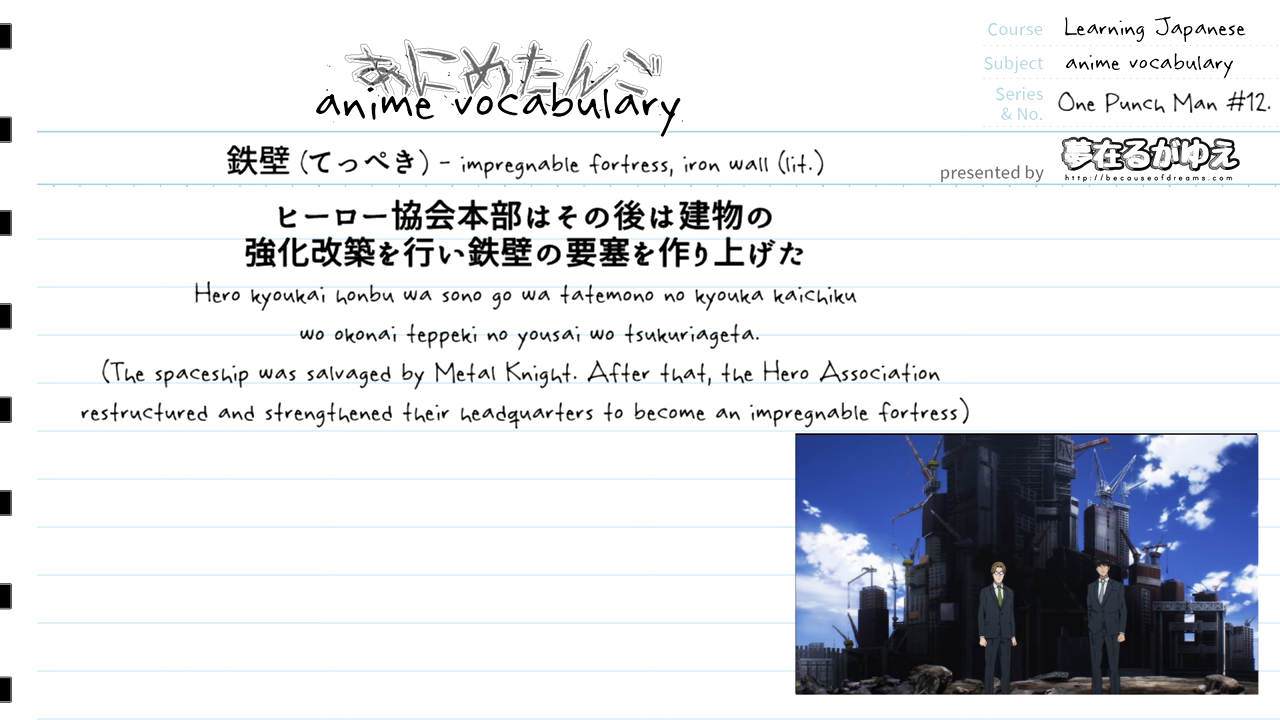 あにめたんご
anime vocabulary
Course Learning Japanese
Subject anime vocabulary
Series & No. One Punch Man #12.
presented by 夢在るがゆえ
http://becauseofdreams.com
鉄壁 (てっぺき) - impregnable fortress, iron wall (lit.)
ヒーロー協会本部はその後は建物の
強化改築を行い鉄壁の要塞を作り上げた
Hero kyoukai honbu wa sono go wa tatemono no kyouka kaichiku
wo okonai teppeki no yousai wo tsukuriageta.
(The spaceship was salvaged by Metal Knight. After that, the Hero Association
restructured and strengthened their headquarters to become an impregnable fortress)